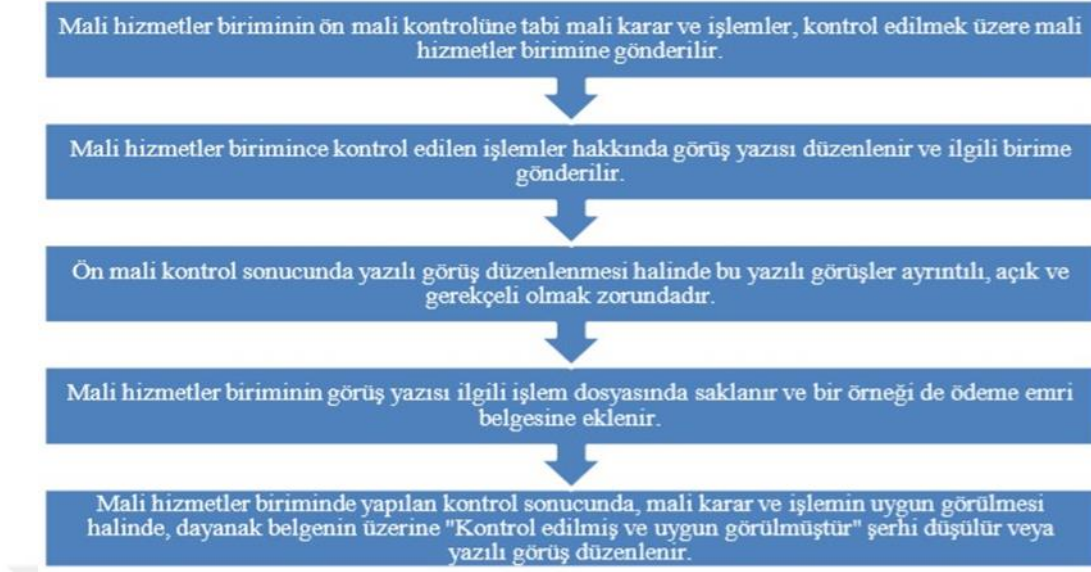 Mali hizmetler biriminin ön mali kontrolüne tabi mali karar ve işlemler, kontrol edilmek üzere mali
hizmetler birimine gönderilir.
Mali hizmetler birimince kontrol edilen işlemler hakkında görüş yazısı düzenlenir ve ilgili birime
gönderilir.
Ön mali kontrol sonucunda yazılı görüş düzenlenmesi halinde bu yazılı görüşler ayrıntılı, açık ve
gerekçeli olmak zorundadır.
Mali hizmetler biriminin görüş yazısı ilgili işlem dosyasında saklanır ve bir örneği de ödeme emri
belgesine eklenir.
Mali hizmetler biriminde yapılan kontrol sonucunda, mali karar ve işlemin uygun görülmesi
halinde, dayanak belgenin üzerine "Kontrol edilmiş ve uygun görülmüştür" şerhi düşülür veya
yazılı görüş düzenlenir.